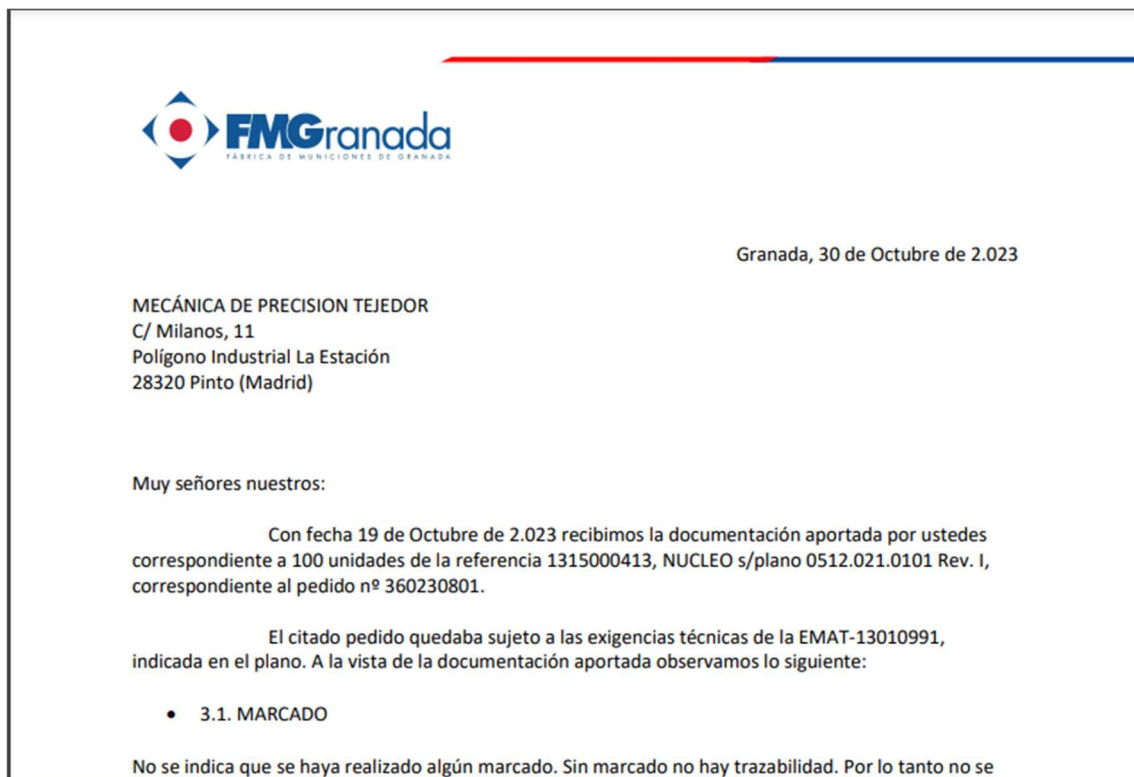 FMGranada
FÁBRICA DE MUNICIONES DE GRANADA
Granada, 30 de Octubre de 2.023
MECÁNICA DE PRECISION TEJEDOR
C/ Milanos, 11
Polígono Industrial La Estación
28320 Pinto (Madrid)
Muy señores nuestros:
Con fecha 19 de Octubre de 2.023 recibimos la documentación aportada por ustedes
correspondiente a 100 unidades de la referencia 1315000413, NUCLEO s/plano 0512.021.0101 Rev. I,
correspondiente al pedido nº 360230801.
El citado pedido quedaba sujeto a las exigencias técnicas de la EMAT-13010991,
indicada en el plano. A la vista de la documentación aportada observamos lo siguiente:
• 3.1. MARCADO
No se indica que se haya realizado algún marcado. Sin marcado no hay trazabilidad. Por lo tanto no se